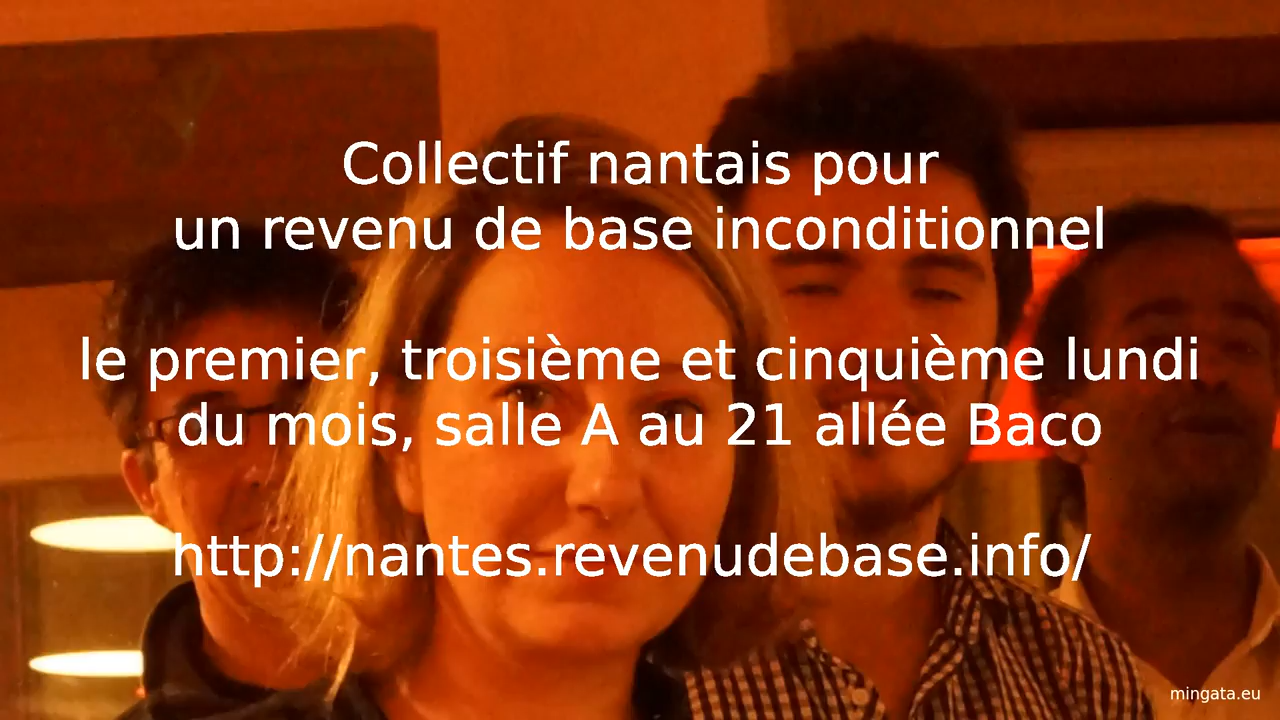 Collectif nantais pour
un revenu de base inconditionnel
le premier, troisième et cinquième lundi
du mois, salle A au 21 allée Baco
http://nantes.revenudebase.info/
mingata.eu